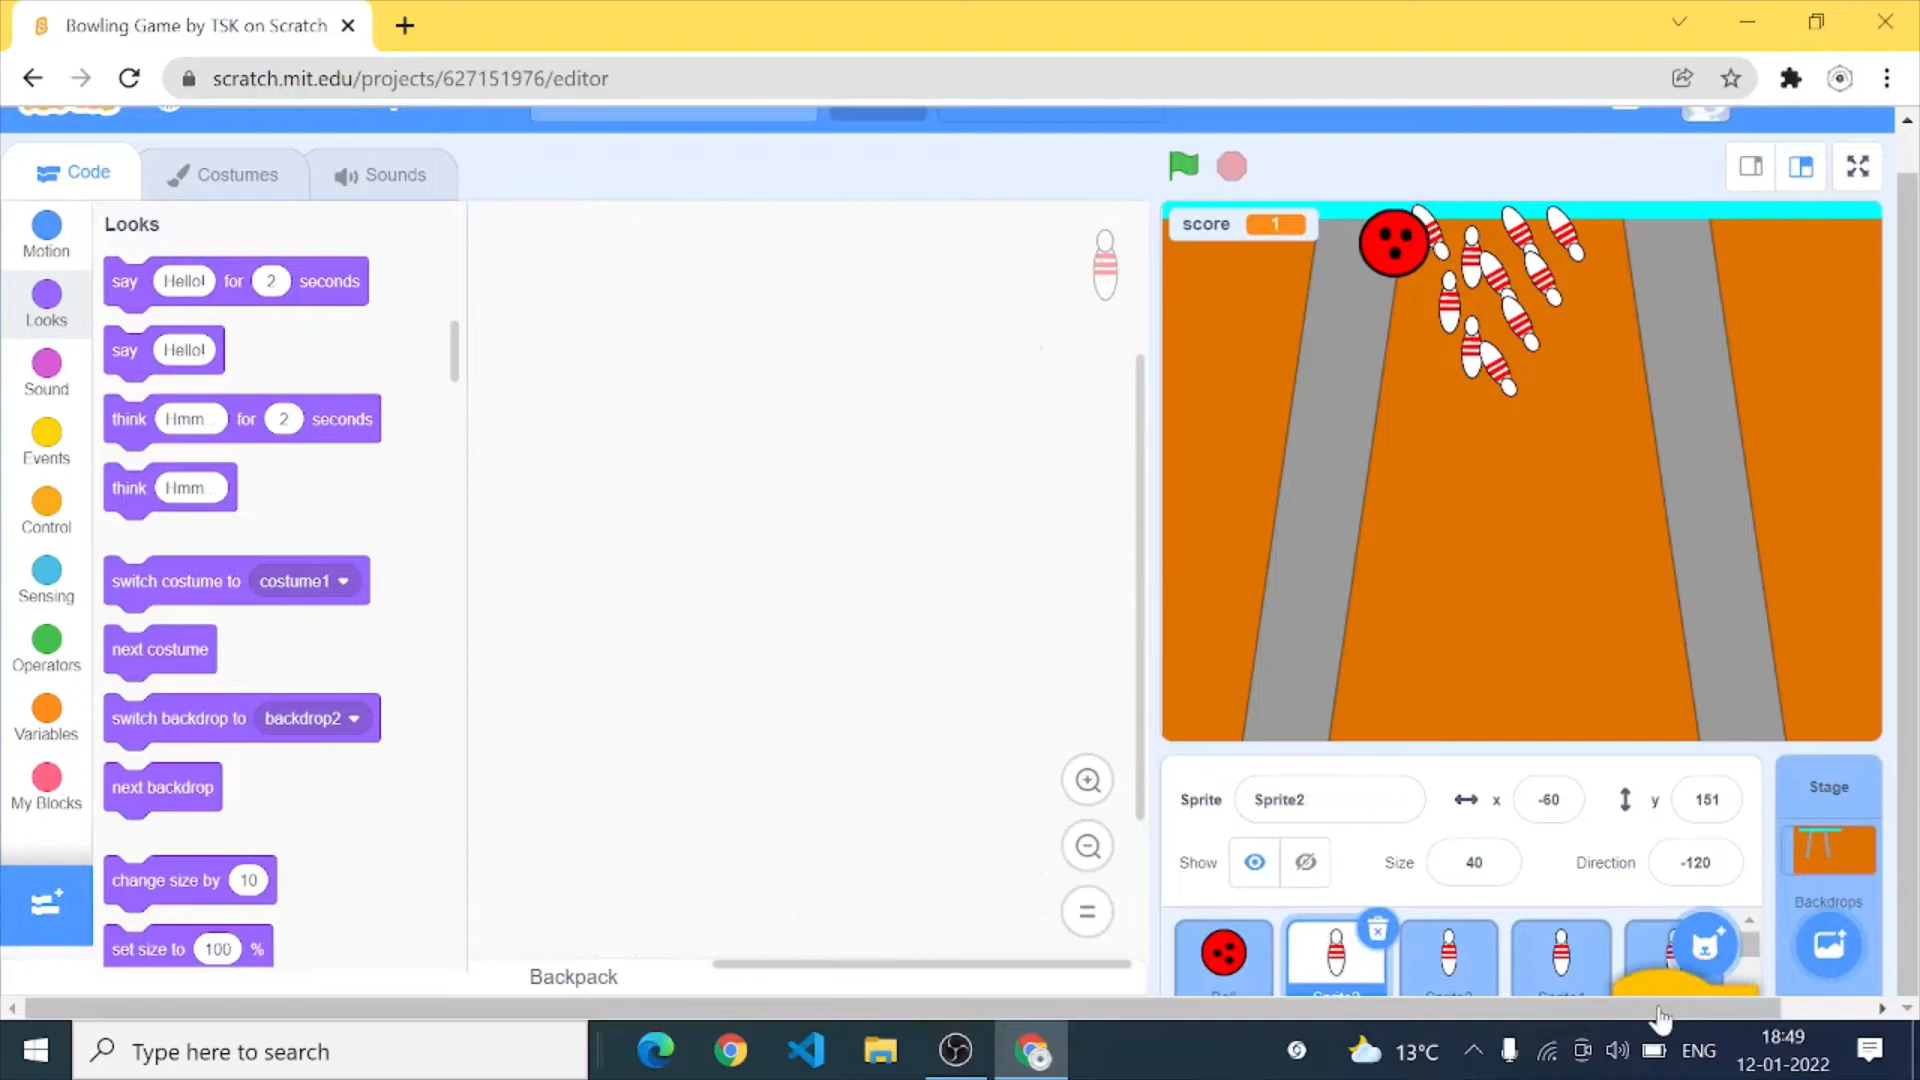 Bowling Game by TSK on Scratch
scratch.mit.edu/projects/627151976/editor
Code
Costumes
Sounds
Motion
Looks
Sound
Events
Control
Sensing
Operators
Variables
My Blocks
Looks
say Hello! for 2 seconds
say Hello!
think Hmm... for 2 seconds
think Hmm...
switch costume to costume1
next costume
switch backdrop to backdrop2
next backdrop
change size by 10
set size to 100 %
Backpack
score 1
Sprite Sprite2 x -60 y 151
Show Size 40 Direction -120
Stage
Backdrops
Type here to search
13°C
ENG
18:49
12-01-2022